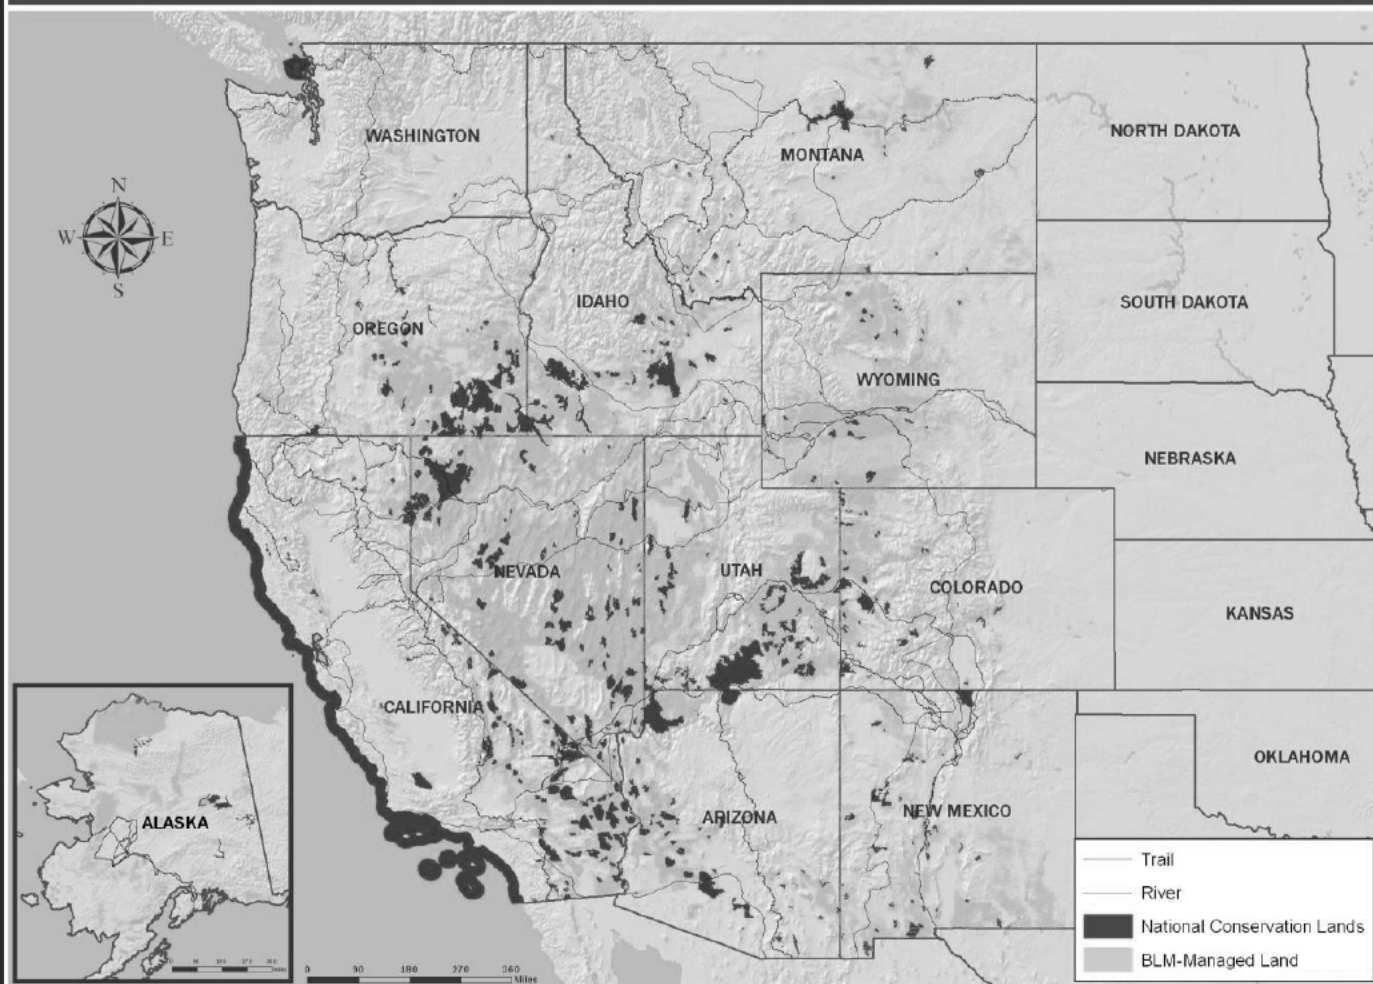 WASHINGTON
MONTANA
NORTH DAKOTA
N
W E
S
IDAHO
SOUTH DAKOTA
OREGON
WYOMING
NEBRASKA
NEVADA
UTAH
COLORADO
KANSAS
CALIFORNIA
OKLAHOMA
ALASKA
ARIZONA
NEW MEXICO
Trail
River
National Conservation Lands
BLM-Managed Land
0 90 180 270 360
Miles